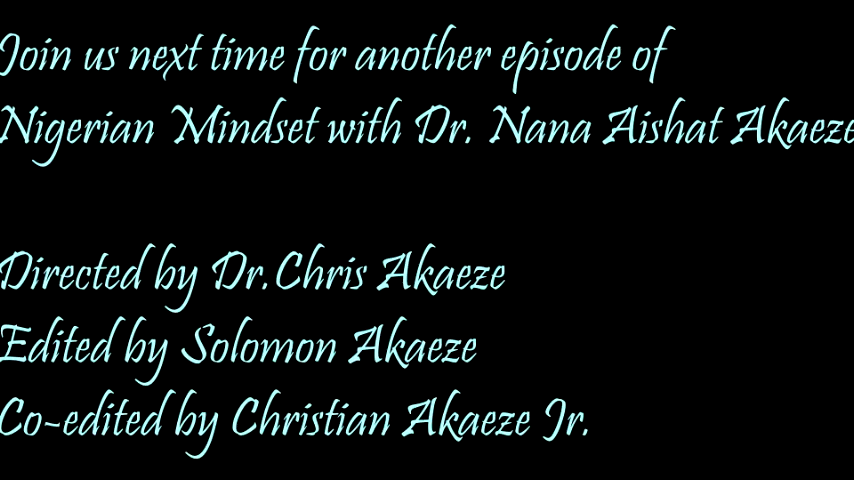 Join us next time for another episode of
Nigerian Mindset with Dr. Nana Aishat Akaeze
Directed by Dr.Chris Akaeze
Edited by Solomon Akaeze
Co-edited by Christian Akaeze Jr.